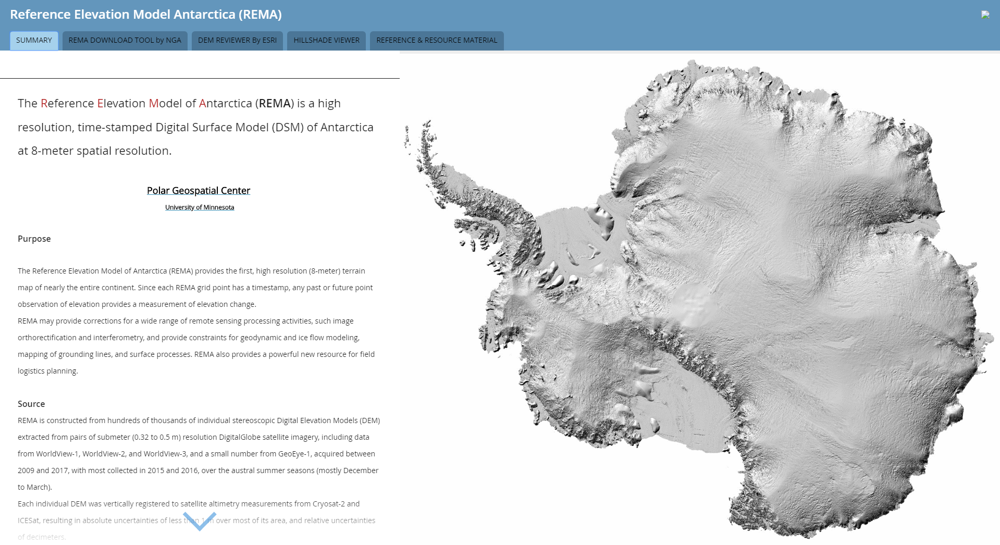 Reference Elevation Model Antarctica (REMA)
SUMMARY
REMA DOWNLOAD TOOL by NGA
DEM REVIEWER By ESRI
HILLSHADE VIEWER
REFERENCE & RESOURCE MATERIAL
The Reference Elevation Model of Antarctica (REMA) is a high
resolution, time-stamped Digital Surface Model (DSM) of Antarctica
at 8-meter spatial resolution.
Polar Geospatial Center
University of Minnesota
Purpose
The Reference Elevation Model of Antarctica (REMA) provides the first, high resolution (8-meter) terrain
map of nearly the entire continent. Since each REMA grid point has a timestamp, any past or future point
observation of elevation provides a measurement of elevation change.
REMA may provide corrections for a wide range of remote sensing processing activities, such image
orthorectification and interferometry, and provide constraints for geodynamic and ice flow modeling,
mapping of grounding lines, and surface processes. REMA also provides a powerful new resource for field
logistics planning.
Source
REMA is constructed from hundreds of thousands of individual stereoscopic Digital Elevation Models (DEM)
extracted from pairs of submeter (0.32 to 0.5 m) resolution DigitalGlobe satellite imagery, including data
from WorldView-1, WorldView-2, and WorldView-3, and a small number from GeoEye-1, acquired between
2009 and 2017, with most collected in 2015 and 2016, over the austral summer seasons (mostly December
to March).
Each individual DEM was vertically registered to satellite altimetry measurements from Cryosat-2 and
ICESat, resulting in absolute uncertainties of less than 1 m over most of its area, and relative uncertainties
of decimeters.